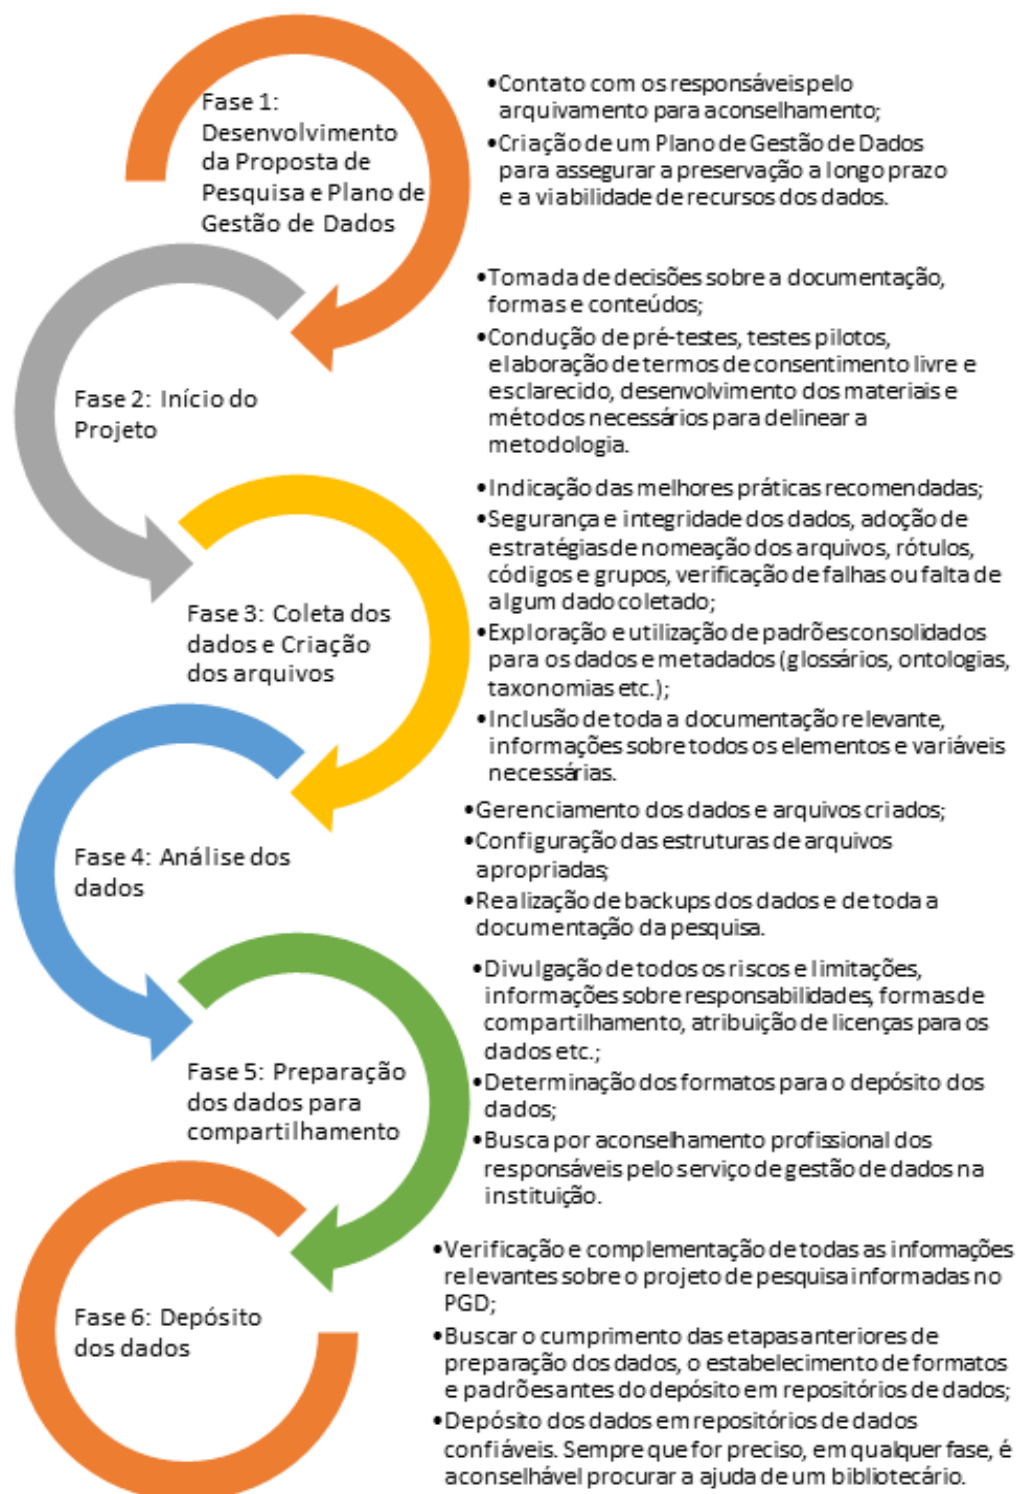 Fase 1:
Desenvolvimento
da Proposta de
Pesquisa e Plano de
Gestão de Dados
•Contato com os responsáveis pelo
arquivamento para aconselhamento;
•Criação de um Plano de Gestão de Dados
para assegurar a preservação a longo prazo
e a viabilidade de recursos dos dados.
Fase 2: Início do
Projeto
•Tomada de decisões sobre a documentação,
formas e conteúdos;
•Condução de pré-testes, testes pilotos,
elaboração de termos de consentimento livre e
esclarecido, desenvolvimento dos materiais e
métodos necessários para delinear a
metodologia.
Fase 3: Coleta dos
dados e Criação
dos arquivos
•Indicação das melhores práticas recomendadas;
•Segurança e integridade dos dados, adoção de
estratégias de nomeação dos arquivos, rótulos,
códigos e grupos, verificação de falhas ou falta de
algum dado coletado;
•Exploração e utilização de padrões consolidados
para os dados e metadados (glossários, ontologias,
taxonomias etc.);
•Inclusão de toda a documentação relevante,
informações sobre todos os elementos e variáveis
necessárias.
Fase 4: Análise dos
dados
•Gerenciamento dos dados e arquivos criados;
•Configuração das estruturas de arquivos
apropriadas;
•Realização de backups dos dados e de toda a
documentação da pesquisa.
Fase 5: Preparação
dos dados para
compartilhamento
•Divulgação de todos os riscos e limitações,
informações sobre responsabilidades, formas de
compartilhamento, atribuição de licenças para os
dados etc.;
•Determinação dos formatos para o depósito dos
dados;
•Busca por aconselhamento profissional dos
responsáveis pelo serviço de gestão de dados na
instituição.
Fase 6: Depósito
dos dados
•Verificação e complementação de todas as informações
relevantes sobre o projeto de pesquisa informadas no
PGD;
•Buscar o cumprimento das etapas anteriores de
preparação dos dados, o estabelecimento de formatos
e padrões antes do depósito em repositórios de dados;
•Depósito dos dados em repositórios de dados
confiáveis. Sempre que for preciso, em qualquer fase, é
aconselhável procurar a ajuda de um bibliotecário.